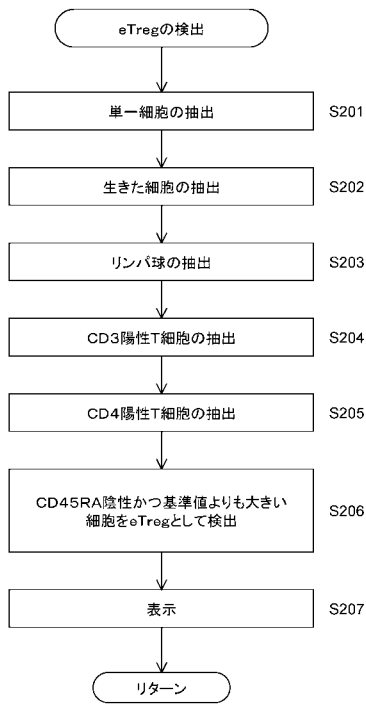 eTregの検出
単一細胞の抽出 S201
生きた細胞の抽出 S202
リンパ球の抽出 S203
CD3陽性T細胞の抽出 S204
CD4陽性T細胞の抽出 S205
CD45RA陰性かつ基準値よりも大きい
細胞をeTregとして検出 S206
表示 S207
リターン